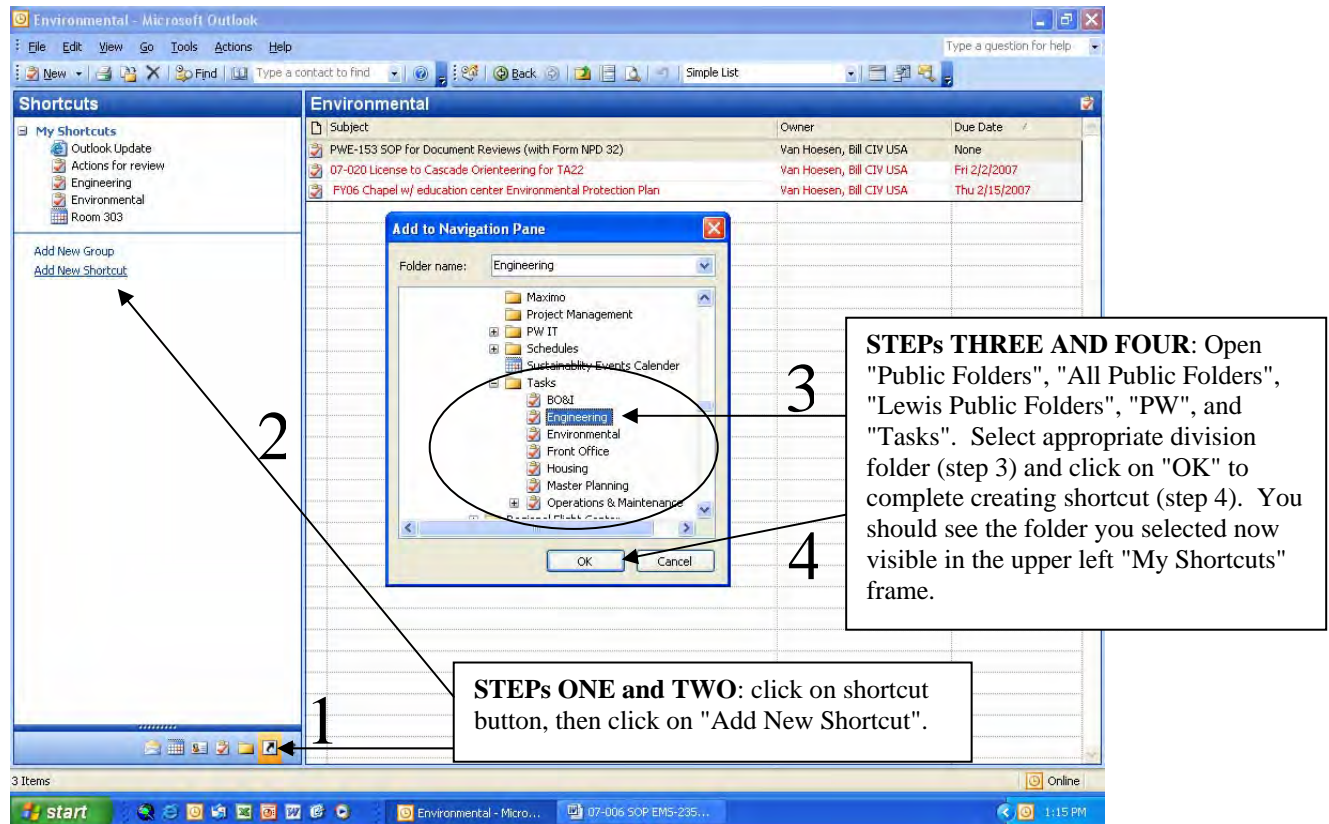 Environmental - Microsoft Outlook
File Edit View Go Tools Actions Help
Type a question for help
New Find Type a contact to find Back Simple List
Shortcuts
My Shortcuts
Outlook Update
Actions for review
Engineering
Environmental
Room 303
Add New Group
Add New Shortcut
Environmental
Subject Owner Due Date
PWE-153 SOP for Document Reviews (with Form NPD 32) Van Hoesen, Bill CIV USA None
07-020 License to Cascade Orienteering for TA22 Van Hoesen, Bill CIV USA Fri 2/2/2007
FY06 Chapel w/ education center Environmental Protection Plan Van Hoesen, Bill CIV USA Thu 2/15/2007
Add to Navigation Pane
Folder name: Engineering
Maximo
Project Management
PW IT
Schedules
Sustainablity Events Calender
Tasks
BO&I
Engineering
Environmental
Front Office
Housing
Master Planning
Operations & Maintenance
Regional Flight Center
OK Cancel
2
3
4
1
STEPs THREE AND FOUR: Open
"Public Folders", "All Public Folders",
"Lewis Public Folders", "PW", and
"Tasks". Select appropriate division
folder (step 3) and click on "OK" to
complete creating shortcut (step 4). You
should see the folder you selected now
visible in the upper left "My Shortcuts"
frame.
STEPs ONE and TWO: click on shortcut
button, then click on "Add New Shortcut".
3 Items
Online
start Environmental - Micro... 07-006 SOP EMS-235... 1:15 PM